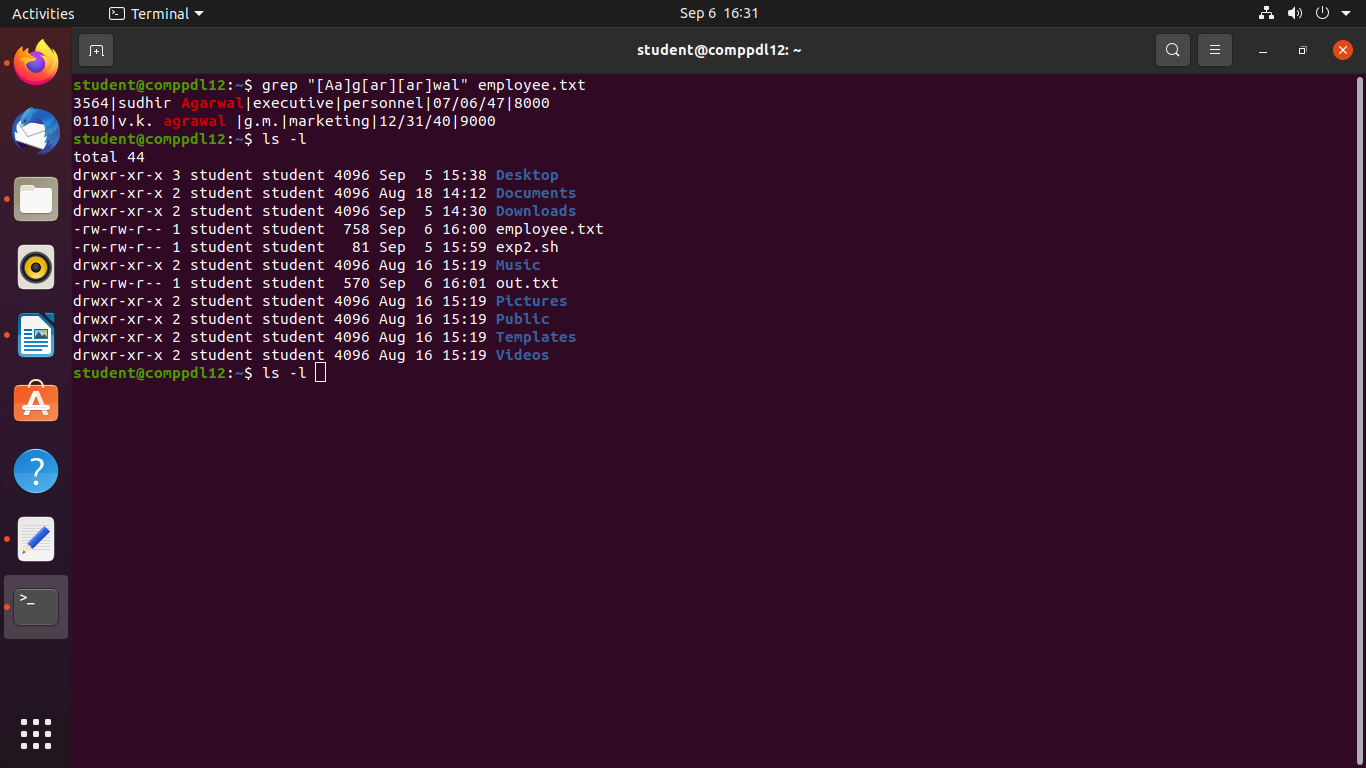 Activities Terminal Sep 6 16:31
student@comppdl12: ~
student@comppdl12:~$ grep "[Aa]g[ar][ar]wal" employee.txt
3564|sudhir Agarwal|executive|personnel|07/06/47|8000
0110|v.k. agrawal |g.m.|marketing|12/31/40|9000
student@comppdl12:~$ ls -l
total 44
drwxr-xr-x 3 student student 4096 Sep  5 15:38 Desktop
drwxr-xr-x 2 student student 4096 Aug 18 14:12 Documents
drwxr-xr-x 2 student student 4096 Sep  5 14:30 Downloads
-rw-rw-r-- 1 student student  758 Sep  6 16:00 employee.txt
-rw-rw-r-- 1 student student   81 Sep  5 15:59 exp2.sh
drwxr-xr-x 2 student student 4096 Aug 16 15:19 Music
-rw-rw-r-- 1 student student  570 Sep  6 16:01 out.txt
drwxr-xr-x 2 student student 4096 Aug 16 15:19 Pictures
drwxr-xr-x 2 student student 4096 Aug 16 15:19 Public
drwxr-xr-x 2 student student 4096 Aug 16 15:19 Templates
drwxr-xr-x 2 student student 4096 Aug 16 15:19 Videos
student@comppdl12:~$ ls -l